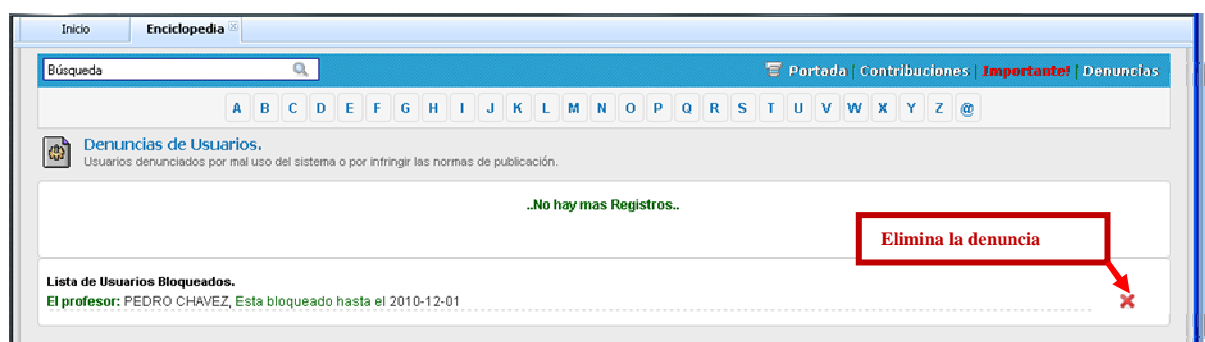 Inicio Enciclopedia
Búsqueda Portada | Contribuciones | Importante! | Denuncias
A B C D E F G H I J K L M N O P Q R S T U V W X Y Z @
Denuncias de Usuarios.
Usuarios denunciados por mal uso del sistema o por infringir las normas de publicación.
..No hay mas Registros..
Elimina la denuncia
Lista de Usuarios Bloqueados.
El profesor: PEDRO CHAVEZ, Esta bloqueado hasta el 2010-12-01